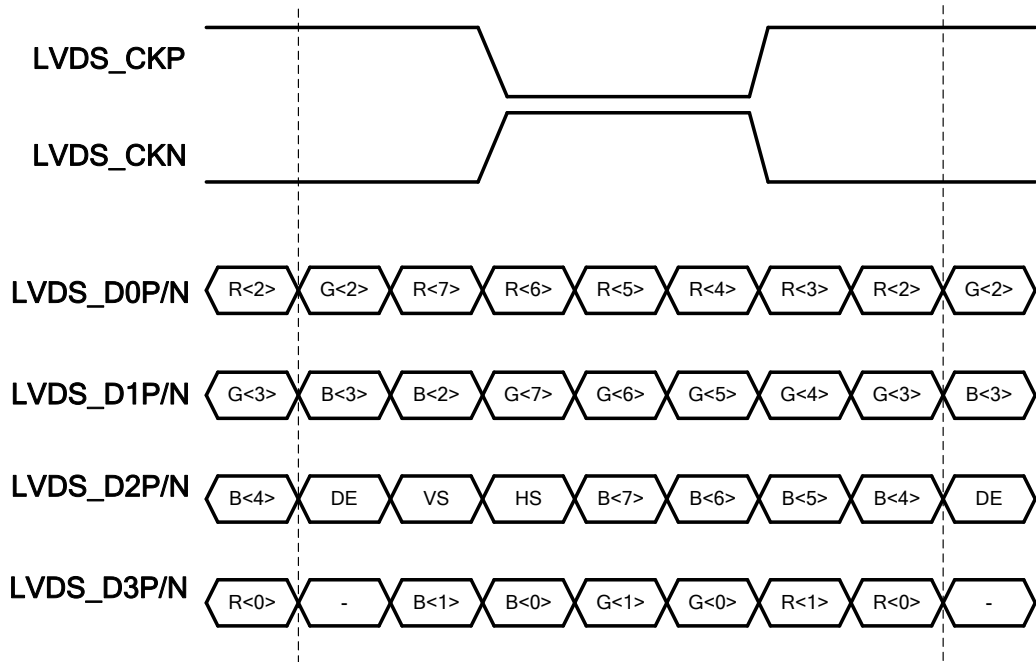 LVDS_CKP
LVDS_CKN
LVDS_D0P/N R<2> G<2> R<7> R<6> R<5> R<4> R<3> R<2> G<2>
LVDS_D1P/N G<3> B<3> B<2> G<7> G<6> G<5> G<4> G<3> B<3>
LVDS_D2P/N B<4> DE VS HS B<7> B<6> B<5> B<4> DE
LVDS_D3P/N R<0> - B<1> B<0> G<1> G<0> R<1> R<0> -